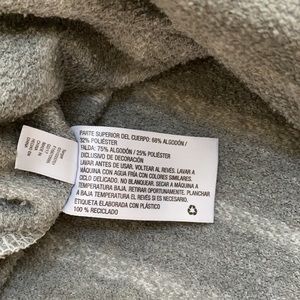 PARTE SUPERIOR DEL CUERPO: 68% ALGODÓN /
32% POLIÉSTER
FALDA: 75% ALGODÓN / 25% POLIÉSTER
EXCLUSIVO DE DECORACIÓN
LAVAR ANTES DE USAR. VOLTEAR AL REVÉS. LAVAR A
MÁQUINA CON AGUA FRÍA CON COLORES SIMILARES.
CICLO DELICADO. NO BLANQUEAR. SECAR A MÁQUINA A
TEMPERATURA BAJA. RETIRAR OPORTUNAMENTE. PLANCHAR
A BAJA TEMPERATURA EL REVÉS SI ES NECESARIO.
ETIQUETA ELABORADA CON PLÁSTICO
100 % RECICLADO